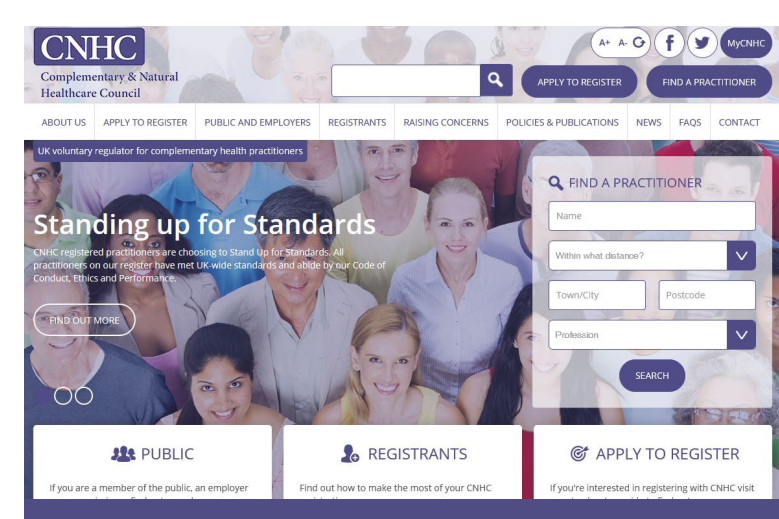 CNHC
Complementary & Natural
Healthcare Council
A+ A-
MyCNHC
APPLY TO REGISTER
FIND A PRACTITIONER
ABOUT US APPLY TO REGISTER PUBLIC AND EMPLOYERS REGISTRANTS RAISING CONCERNS POLICIES & PUBLICATIONS NEWS FAQS CONTACT
UK voluntary regulator for complementary health practitioners
Standing up for Standards
CNHC registered practitioners are choosing to Stand Up for Standards. All
practitioners on our register have met UK-wide standards and abide by our Code of
Conduct, Ethics and Performance.
FIND OUT MORE
FIND A PRACTITIONER
Name
Within what distance?
Town/City Postcode
Profession
SEARCH
PUBLIC
If you are a member of the public, an employer
REGISTRANTS
Find out how to make the most of your CNHC
APPLY TO REGISTER
If you're interested in registering with CNHC visit